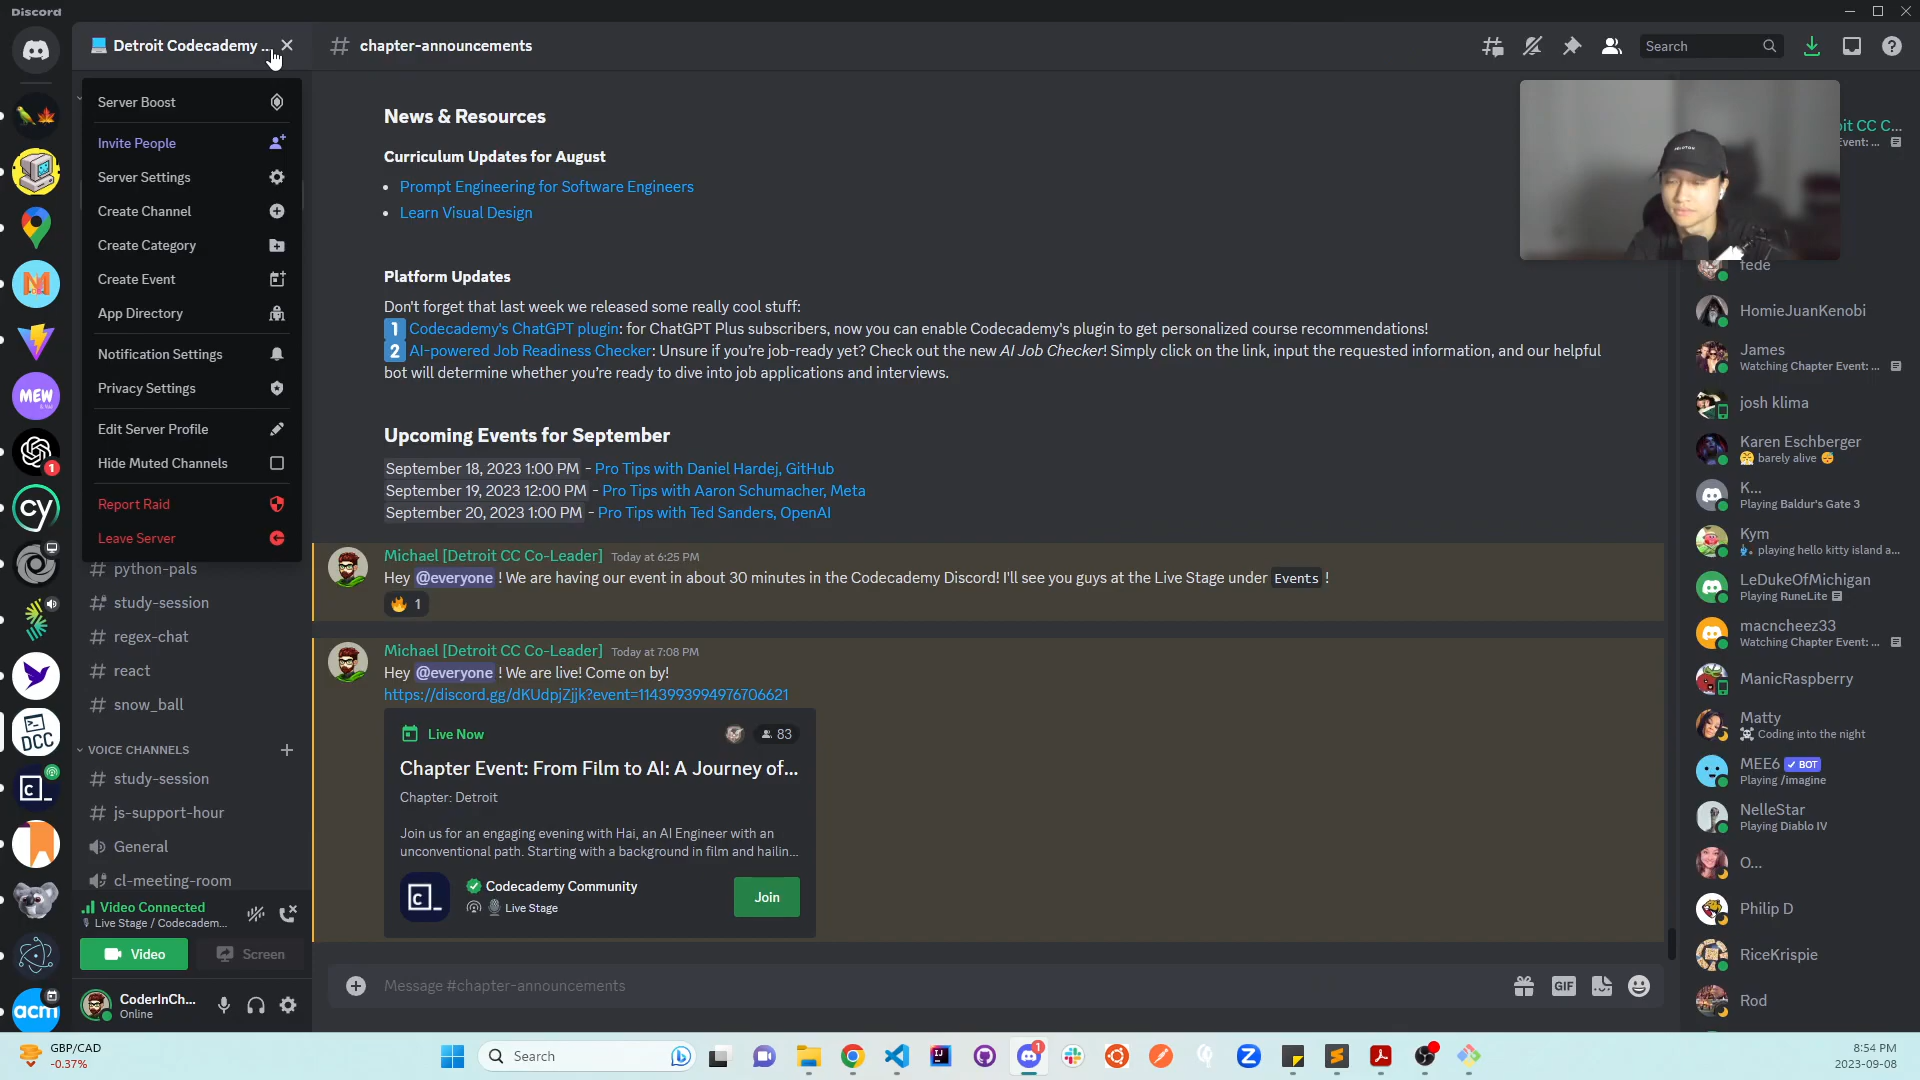 Discord
Detroit Codecademy ...
chapter-announcements
Search
Server Boost
Invite People
Server Settings
Create Channel
Create Category
Create Event
App Directory
Notification Settings
Privacy Settings
Edit Server Profile
Hide Muted Channels
Report Raid
Leave Server
python-pals
study-session
regex-chat
react
snow_ball
VOICE CHANNELS
study-session
js-support-hour
General
cl-meeting-room
Video Connected
Live Stage / Codecadem...
Video
Screen
CoderInCh...
Online
MEW
1
cy
DCC
acm
News & Resources
Curriculum Updates for August
• Prompt Engineering for Software Engineers
• Learn Visual Design
Platform Updates
Don't forget that last week we released some really cool stuff:
1 Codecademy's ChatGPT plugin: for ChatGPT Plus subscribers, now you can enable Codecademy's plugin to get personalized course recommendations!
2 AI-powered Job Readiness Checker: Unsure if you're job-ready yet? Check out the new AI Job Checker! Simply click on the link, input the requested information, and our helpful
bot will determine whether you're ready to dive into job applications and interviews.
Upcoming Events for September
September 18, 2023 1:00 PM - Pro Tips with Daniel Hardej, GitHub
September 19, 2023 12:00 PM - Pro Tips with Aaron Schumacher, Meta
September 20, 2023 1:00 PM - Pro Tips with Ted Sanders, OpenAI
Michael [Detroit CC Co-Leader] Today at 6:25 PM
Hey @everyone ! We are having our event in about 30 minutes in the Codecademy Discord! I'll see you guys at the Live Stage under Events !
1
Michael [Detroit CC Co-Leader] Today at 7:08 PM
Hey @everyone ! We are live! Come on by!
https://discord.gg/dKUdpjZjjk?event=1143993994976706621
Live Now
83
Chapter Event: From Film to AI: A Journey of...
Chapter: Detroit
Join us for an engaging evening with Hai, an AI Engineer with an
unconventional path. Starting with a background in film and hailin...
Codecademy Community
Live Stage
Join
Message #chapter-announcements
GIF
it CC C...
Event: ...
fede
HomieJuanKenobi
James
Watching Chapter Event: ...
josh klima
Karen Eschberger
barely alive
K...
Playing Baldur's Gate 3
Kym
playing hello kitty island a...
LeDukeOfMichigan
Playing RuneLite
macncheez33
Watching Chapter Event: ...
ManicRaspberry
Matty
Coding into the night
MEE6 BOT
Playing /imagine
NelleStar
Playing Diablo IV
O...
Philip D
RiceKrispie
Rod
GBP/CAD
-0.37%
Search
1
8:54 PM
2023-09-08